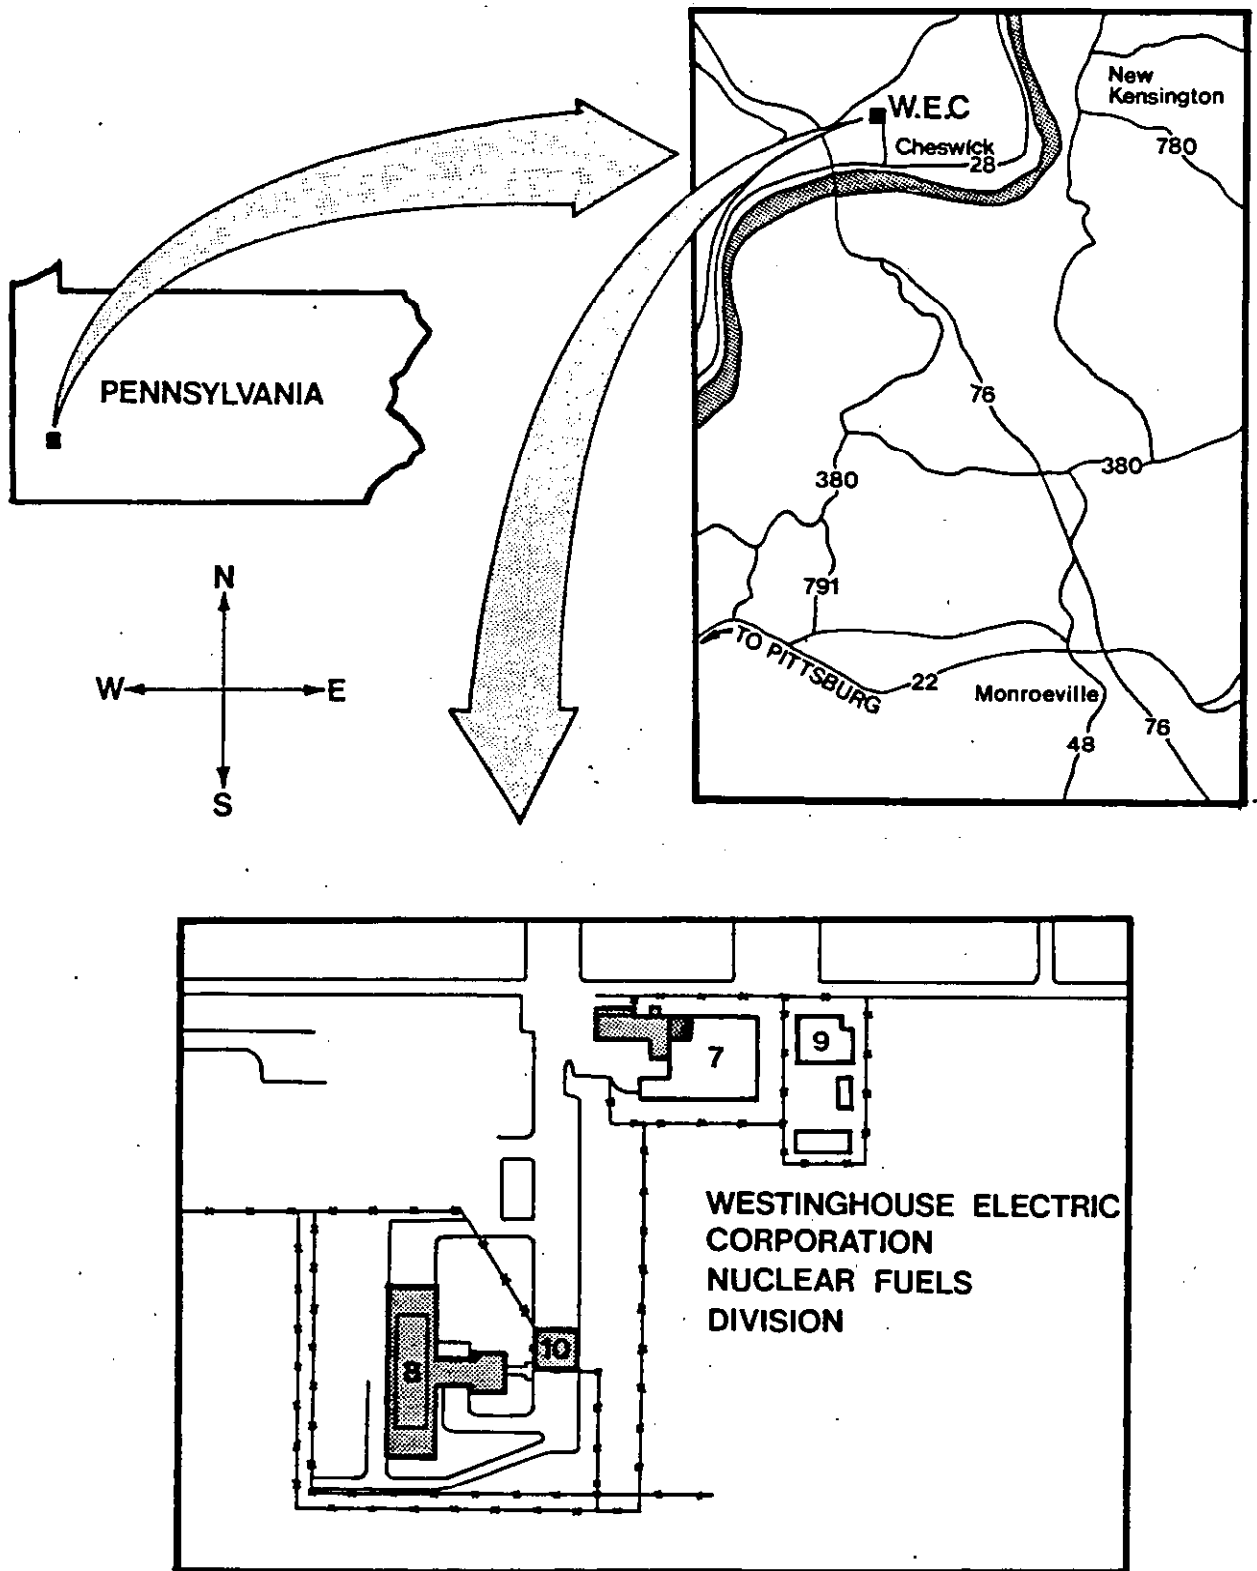 New
Kensington
W.E.C
Cheswick
28
780
PENNSYLVANIA
76
380
380
N
791
W
E
TO PITTSBURG
22
Monroeville
48
76
S
7
9
WESTINGHOUSE ELECTRIC
CORPORATION
NUCLEAR FUELS
DIVISION
10
8